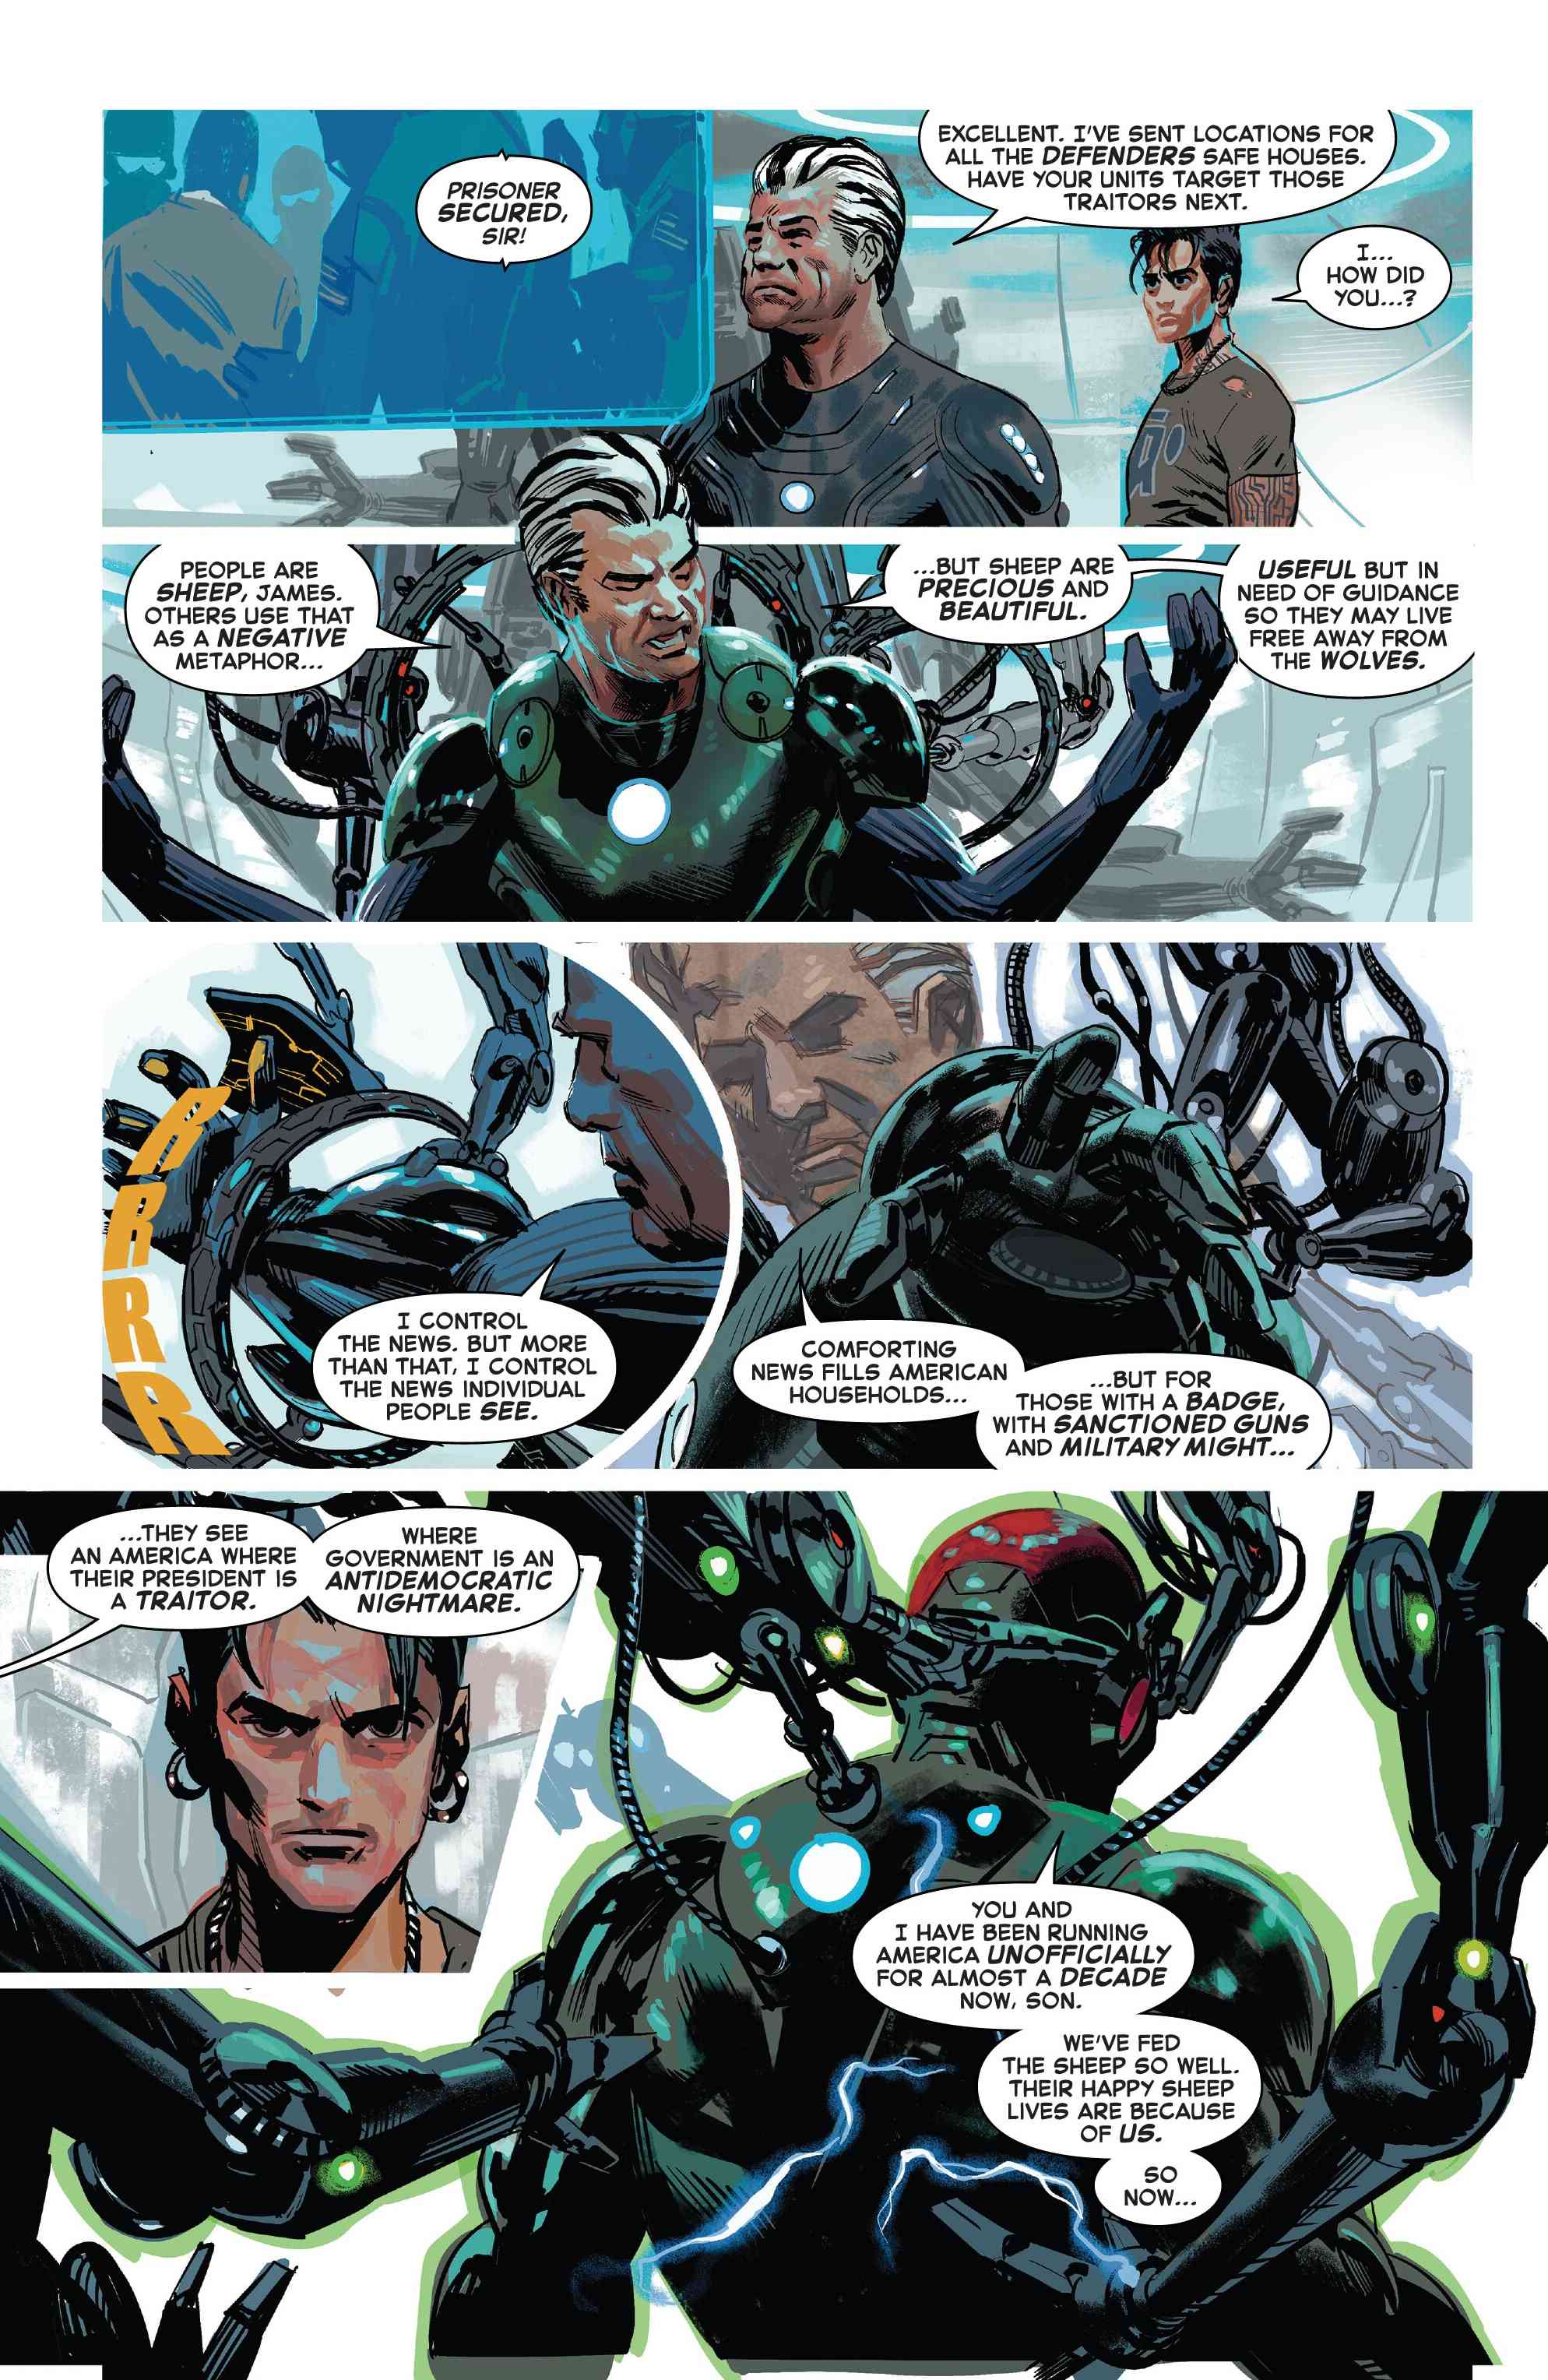 PRISONER
SECURED,
SIR!
EXCELLENT. I'VE SENT LOCATIONS FOR
ALL THE DEFENDERS SAFE HOUSES.
HAVE YOUR UNITS TARGET THOSE
TRAITORS NEXT.
I...
HOW DID
YOU...?
PEOPLE ARE
SHEEP, JAMES.
OTHERS USE THAT
AS A NEGATIVE
METAPHOR...
...BUT SHEEP ARE
PRECIOUS AND
BEAUTIFUL.
USEFUL BUT IN
NEED OF GUIDANCE
SO THEY MAY LIVE
FREE AWAY FROM
THE WOLVES.
RRRR
I CONTROL
THE NEWS. BUT MORE
THAN THAT, I CONTROL
THE NEWS INDIVIDUAL
PEOPLE SEE.
COMFORTING
NEWS FILLS AMERICAN
HOUSEHOLDS...
...BUT FOR
THOSE WITH A BADGE,
WITH SANCTIONED GUNS
AND MILITARY MIGHT...
...THEY SEE
AN AMERICA WHERE
THEIR PRESIDENT IS
A TRAITOR.
WHERE
GOVERNMENT IS AN
ANTIDEMOCRATIC
NIGHTMARE.
YOU AND
I HAVE BEEN RUNNING
AMERICA UNOFFICIALLY
FOR ALMOST A DECADE
NOW, SON.
WE'VE FED
THE SHEEP SO WELL.
THEIR HAPPY SHEEP
LIVES ARE BECAUSE
OF US.
SO
NOW...